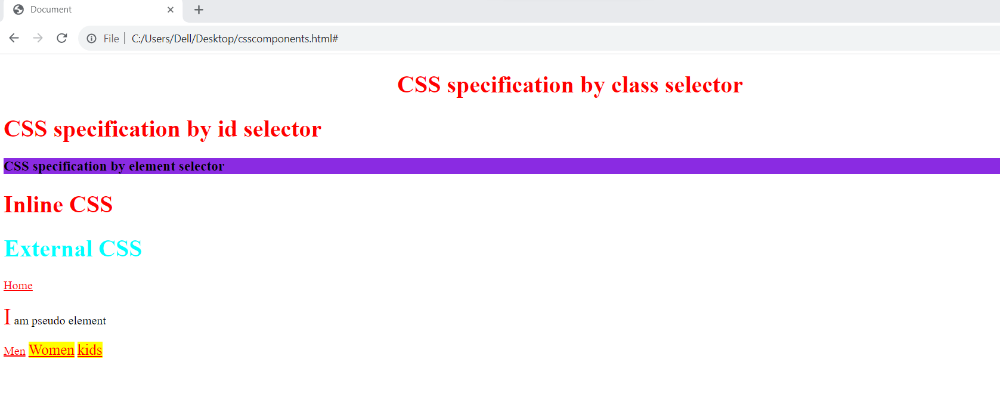 Document
File | C:/Users/Dell/Desktop/csscomponents.html#
CSS specification by class selector
CSS specification by id selector
CSS specification by element selector
Inline CSS
External CSS
Home
I am pseudo element
Men Women kids